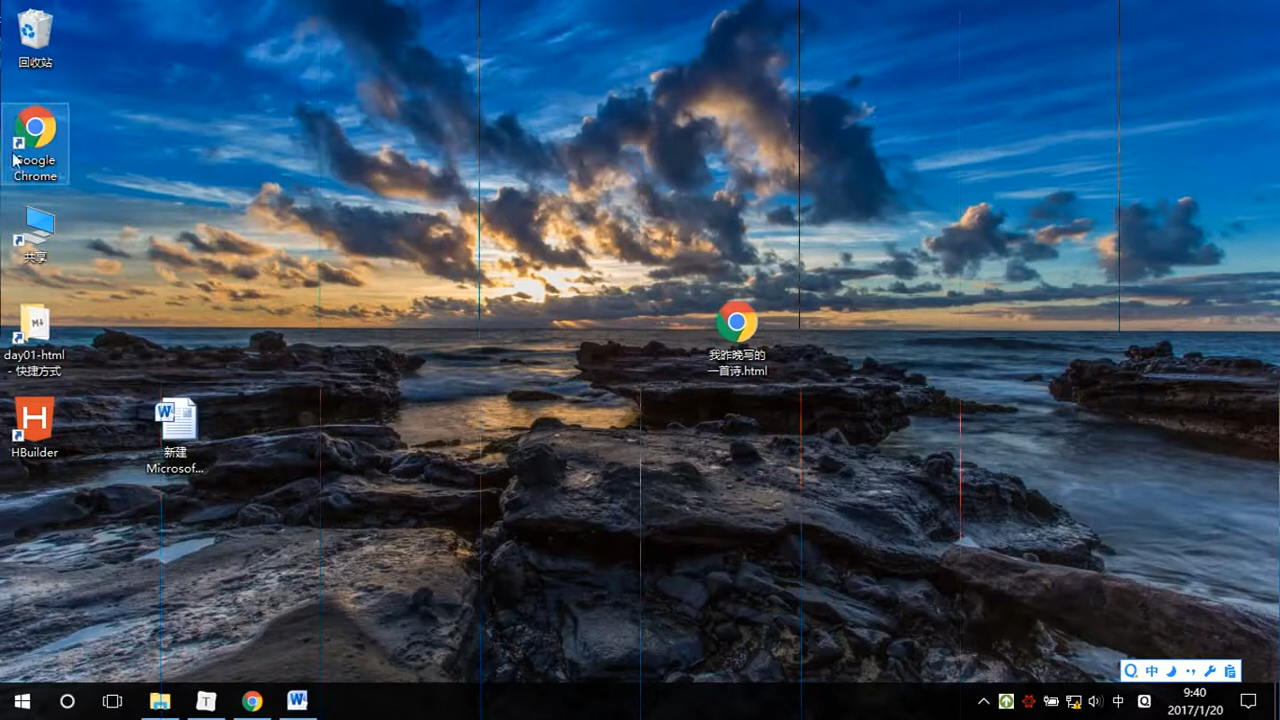 回收站
Google
Chrome
共享
day01-html
- 快捷方式
HBuilder
新建
Microsof...
我昨晚写的
一首诗.html
中
中
9:40
2017/1/20